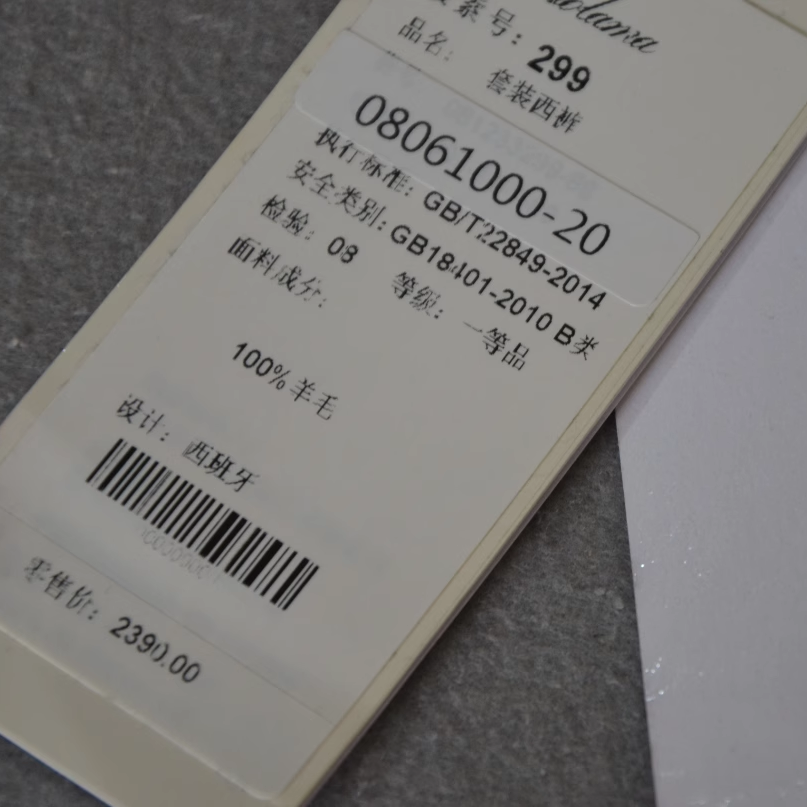 号: 299
品名: 套装西裤
08061000-20
执行标准: GB/T22849-2014
安全类别: GB18401-2010 B类
检验: 08 等级: 一等品
面料成分:
100% 羊毛
设计: 西班牙
零售价: 2390.00